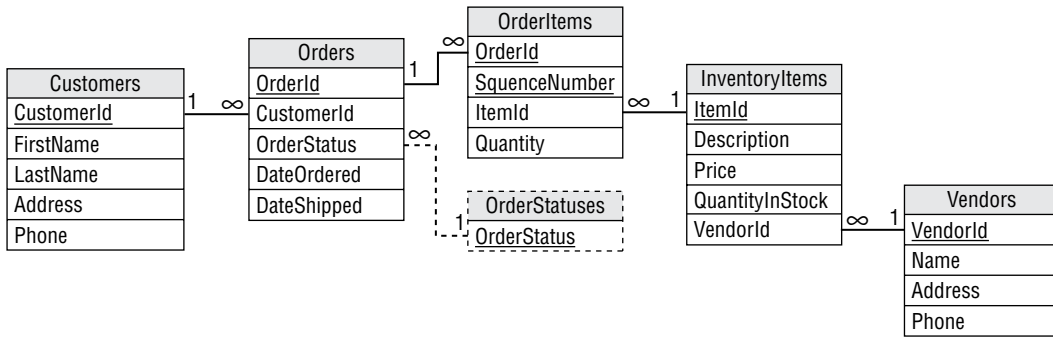 Customers
CustomerId
FirstName
LastName
Address
Phone
1
∞
Orders
OrderId
CustomerId
OrderStatus
DateOrdered
DateShipped
1
∞
∞
1
OrderItems
OrderId
SquenceNumber
ItemId
Quantity
OrderStatuses
OrderStatus
∞
1
InventoryItems
ItemId
Description
Price
QuantityInStock
VendorId
∞
1
Vendors
VendorId
Name
Address
Phone